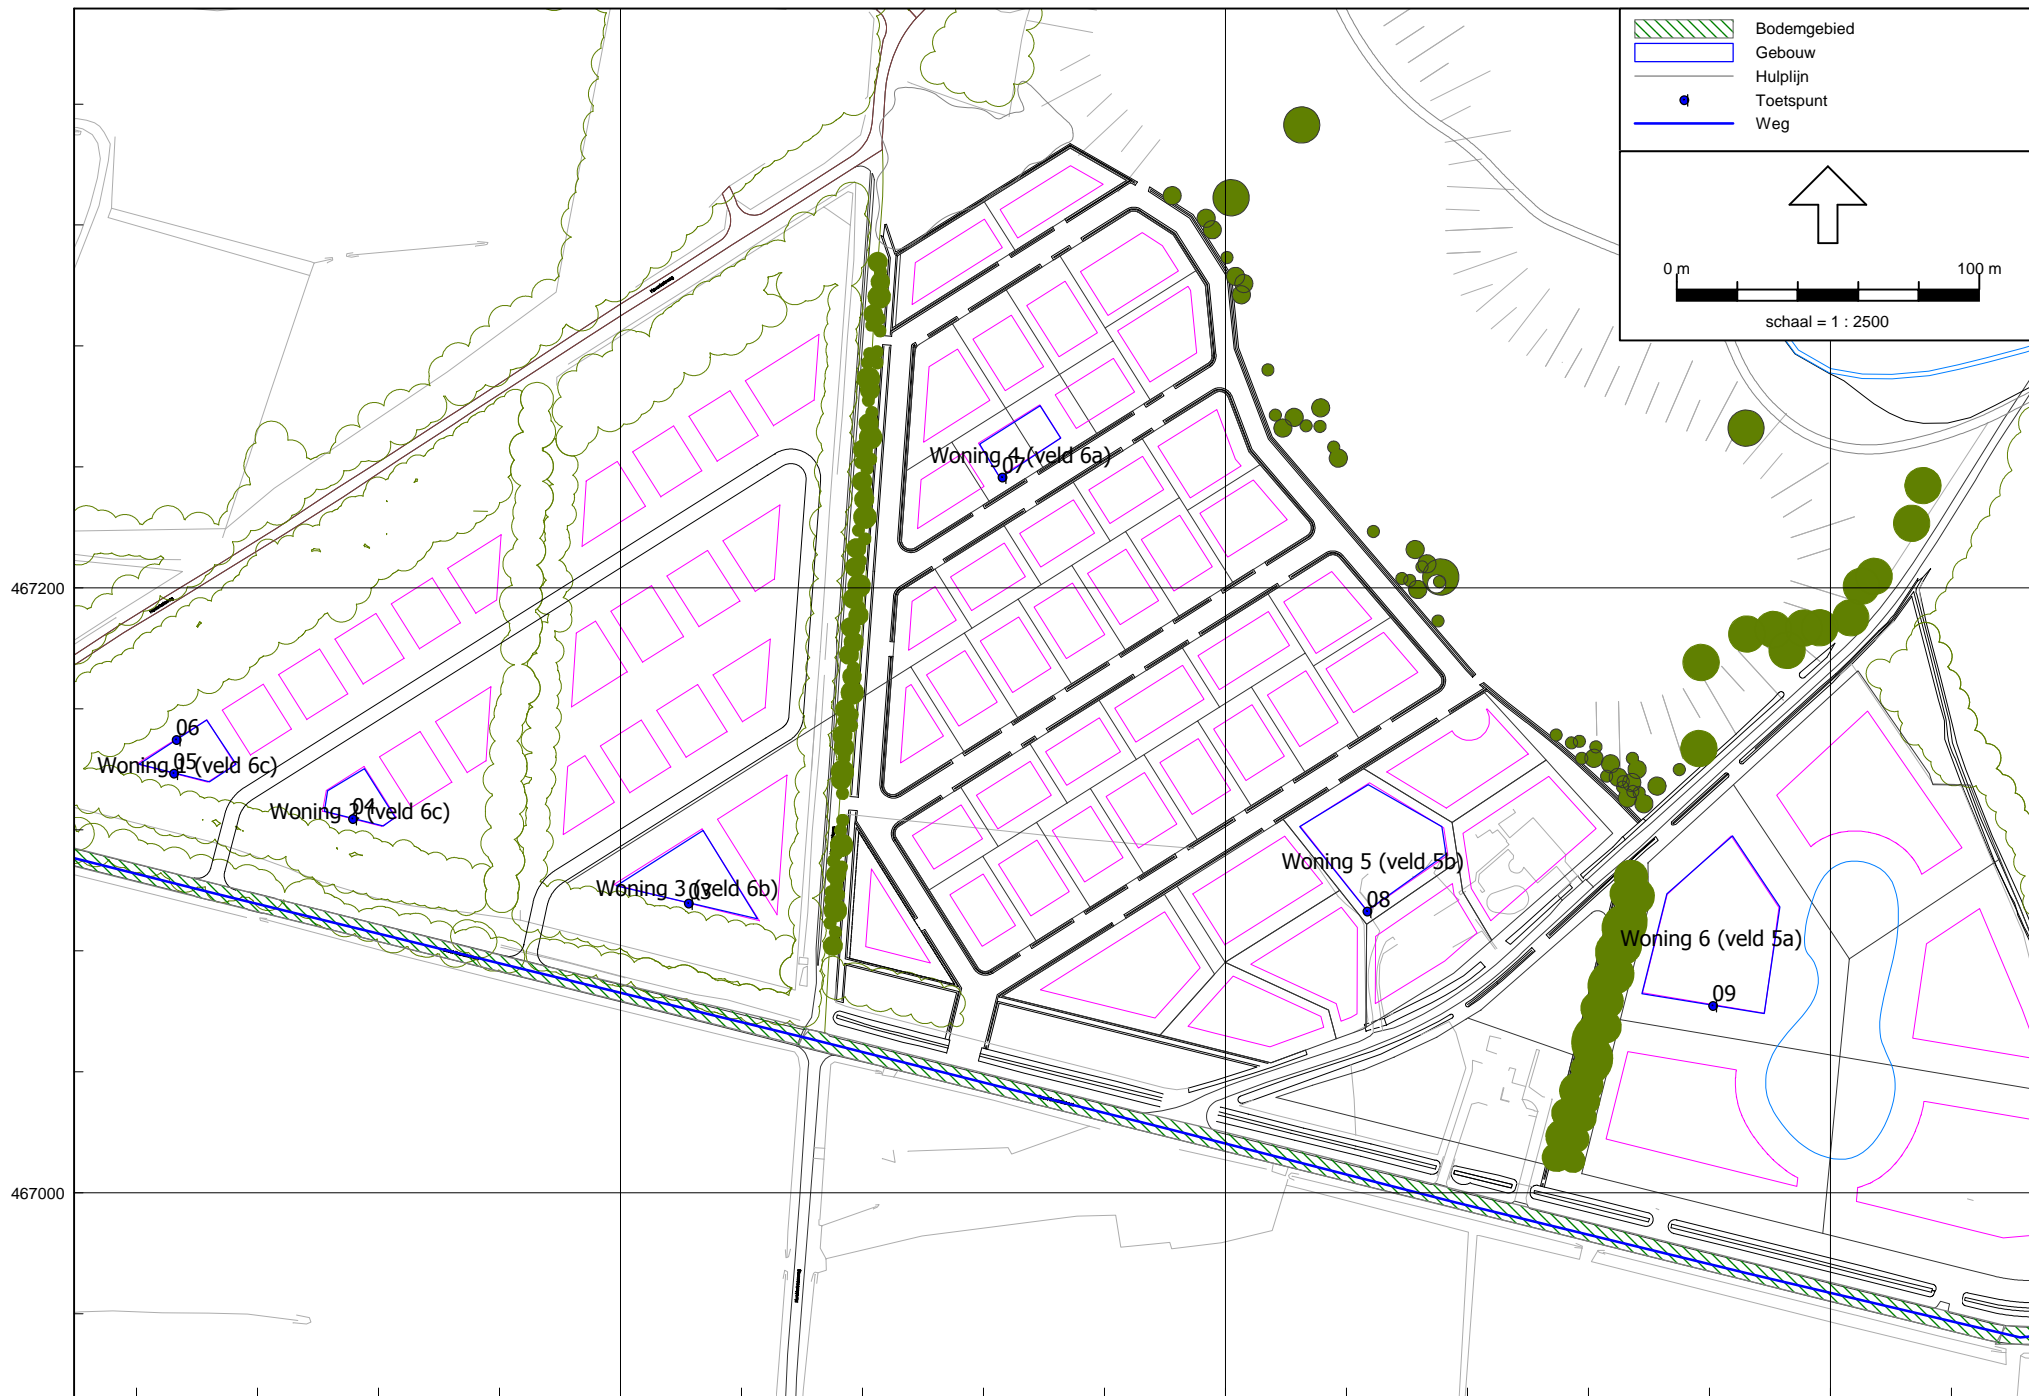 Bodemgebied
Gebouw
Hulplijn
Toetspunt
Weg
0 m 100 m
schaal = 1 : 2500
Woning 4 (veld 6a)
07
467200
06
05
Woning 1 (veld 6c)
04
Woning 2 (veld 6c)
Woning 3 (veld 6b)
03
Woning 5 (veld 5b)
08
Woning 6 (veld 5a)
09
467000